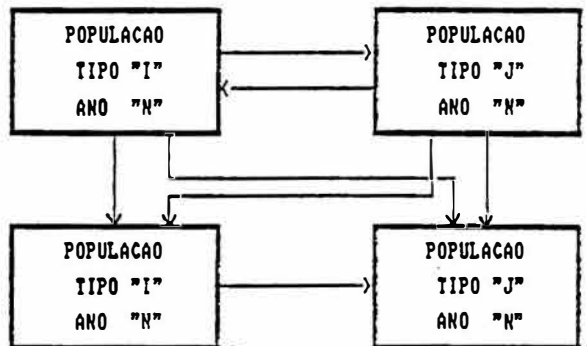 POPULACAO
TIPO "I"
ANO "N"
POPULACAO
TIPO "J"
ANO "N"
POPULACAO
TIPO "I"
ANO "N"
POPULACAO
TIPO "J"
ANO "N"